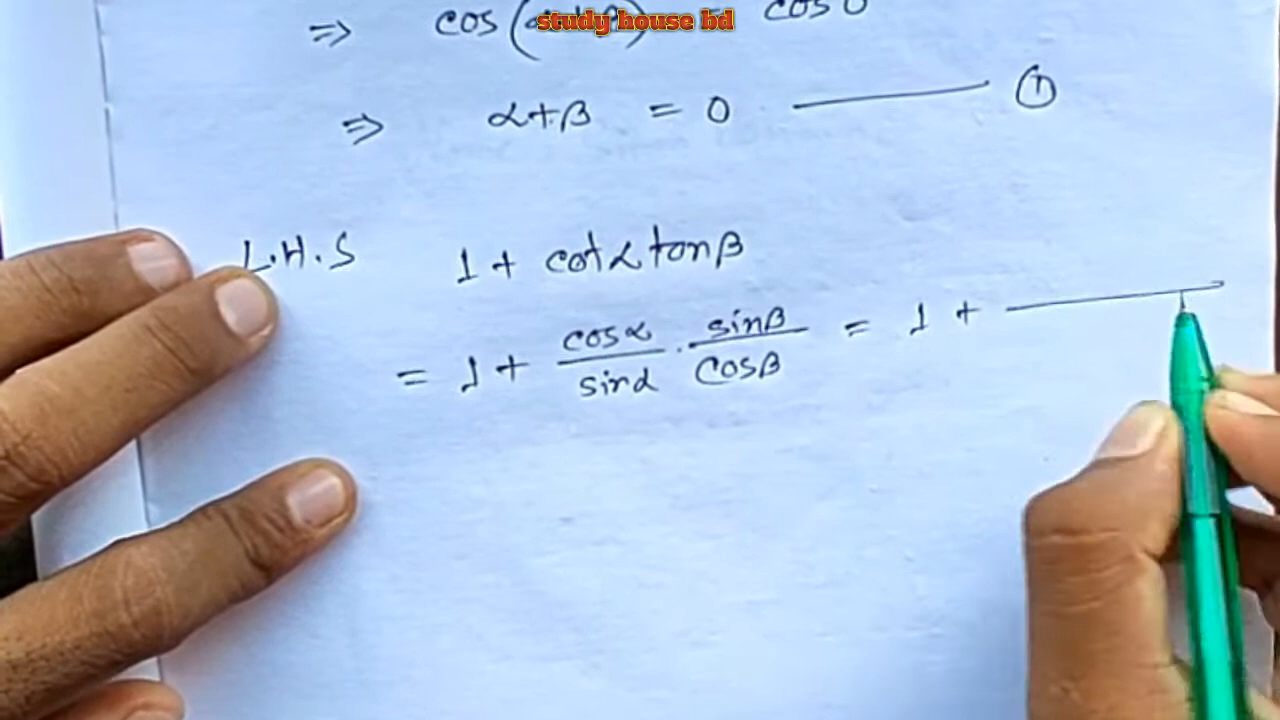 study house bd
⇒ cos(α+β) = cos 0
⇒ α+β = 0 ——— ①
L.H.S 1 + cotα tanβ
= 1 + cosα/sinα · sinβ/cosβ = 1 +